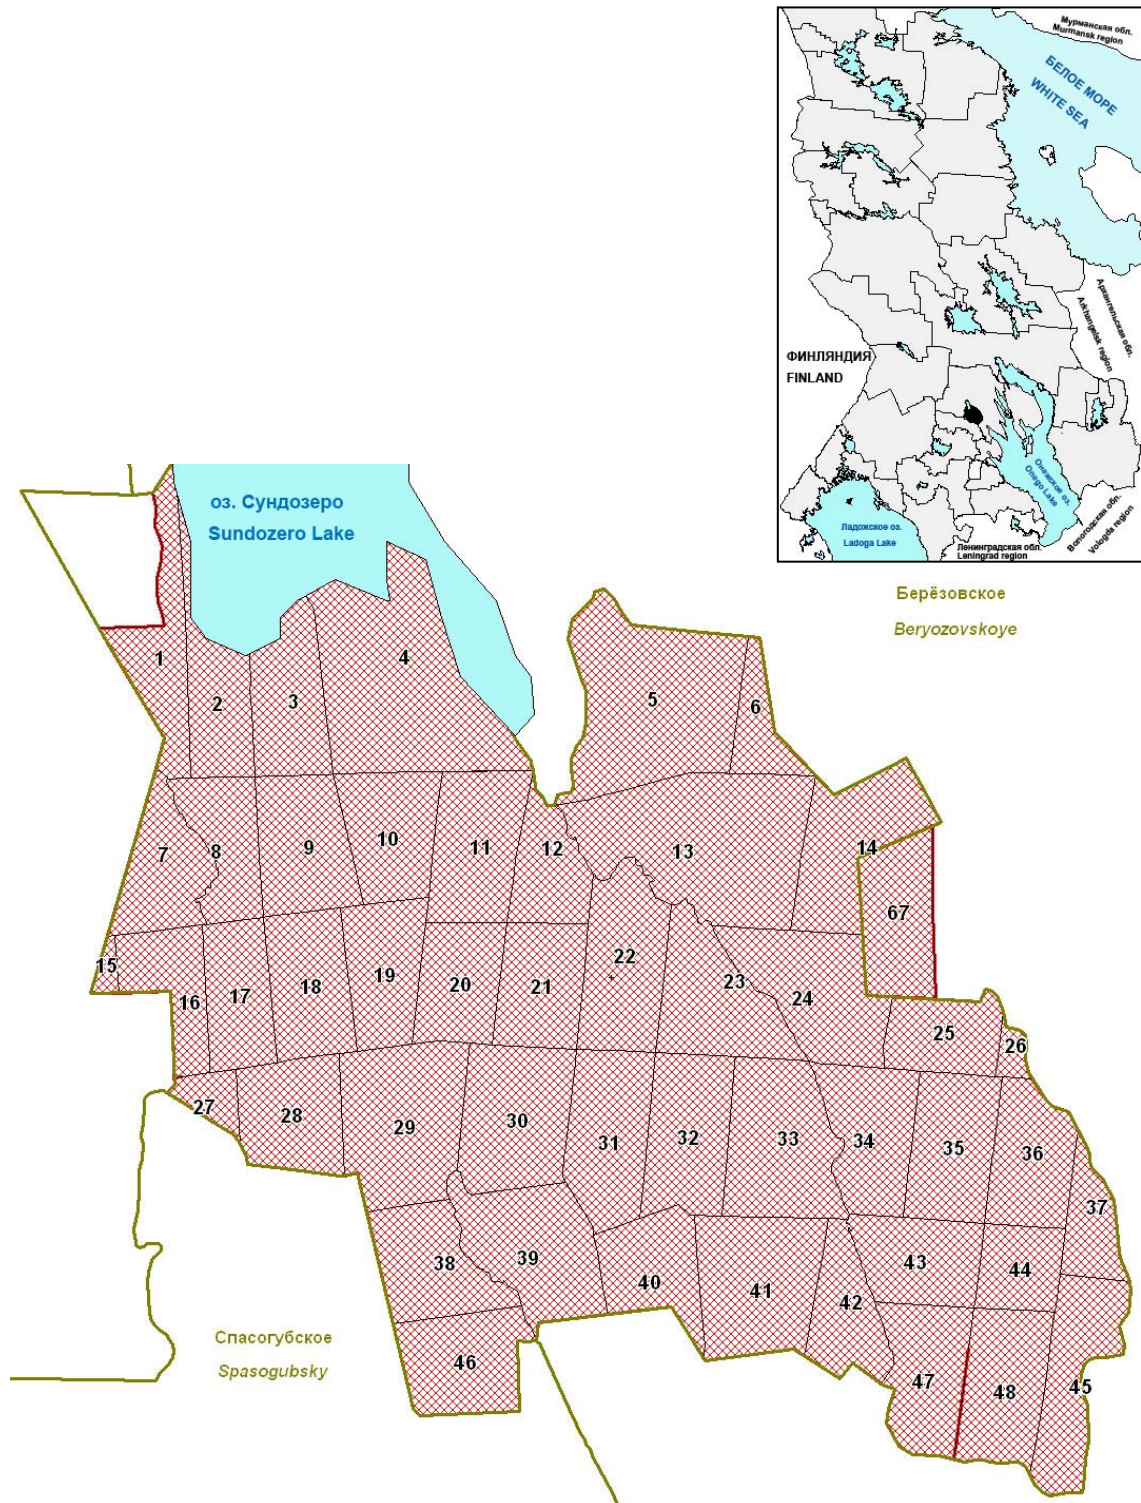 Мурманская обл.
Murmansk region
БЕЛОЕ МОРЕ
WHITE SEA
Архангельская обл.
Arkhangelsk region
ФИНЛЯНДИЯ
FINLAND
Онежское оз.
Onego Lake
Вологодская обл.
Vologda region
Ладожское оз.
Ladoga Lake
Ленинградская обл.
Leningrad region
оз. Сундозеро
Sundozero Lake
Берёзовское
Beryozovskoye
1
2
3
4
5
6
7
8
9
10
11
12
13
14
67
15
16
17
18
19
20
21
22
23
24
25
26
27
28
29
30
31
32
33
34
35
36
37
38
39
40
41
42
43
44
46
47
48
45
Спасогубское
Spasogubsky